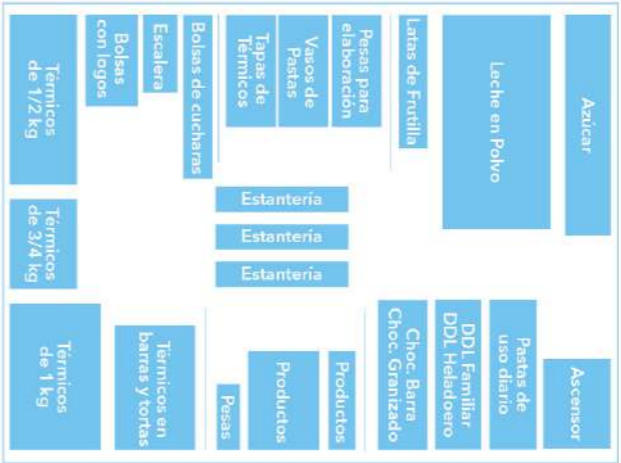 Térmicos
de 1/2 kg
Bolsas
con logos
Escalera
Bolsas de cucharas
Tapas de
Térmicos
Vasos de
Pastas
Pesas para
elaboración
Latas de Frutilla
Leche en Polvo
Azúcar
Estantería
Estantería
Estantería
Térmicos
de 3/4 kg
Térmicos
de 1 kg
Térmicos en
barras y tortas
Pesas
Productos
Productos
Choc. Barra
Choc. Granizado
DDL Familiar
DDL Heladoero
Pastas de
uso diario
Ascensor